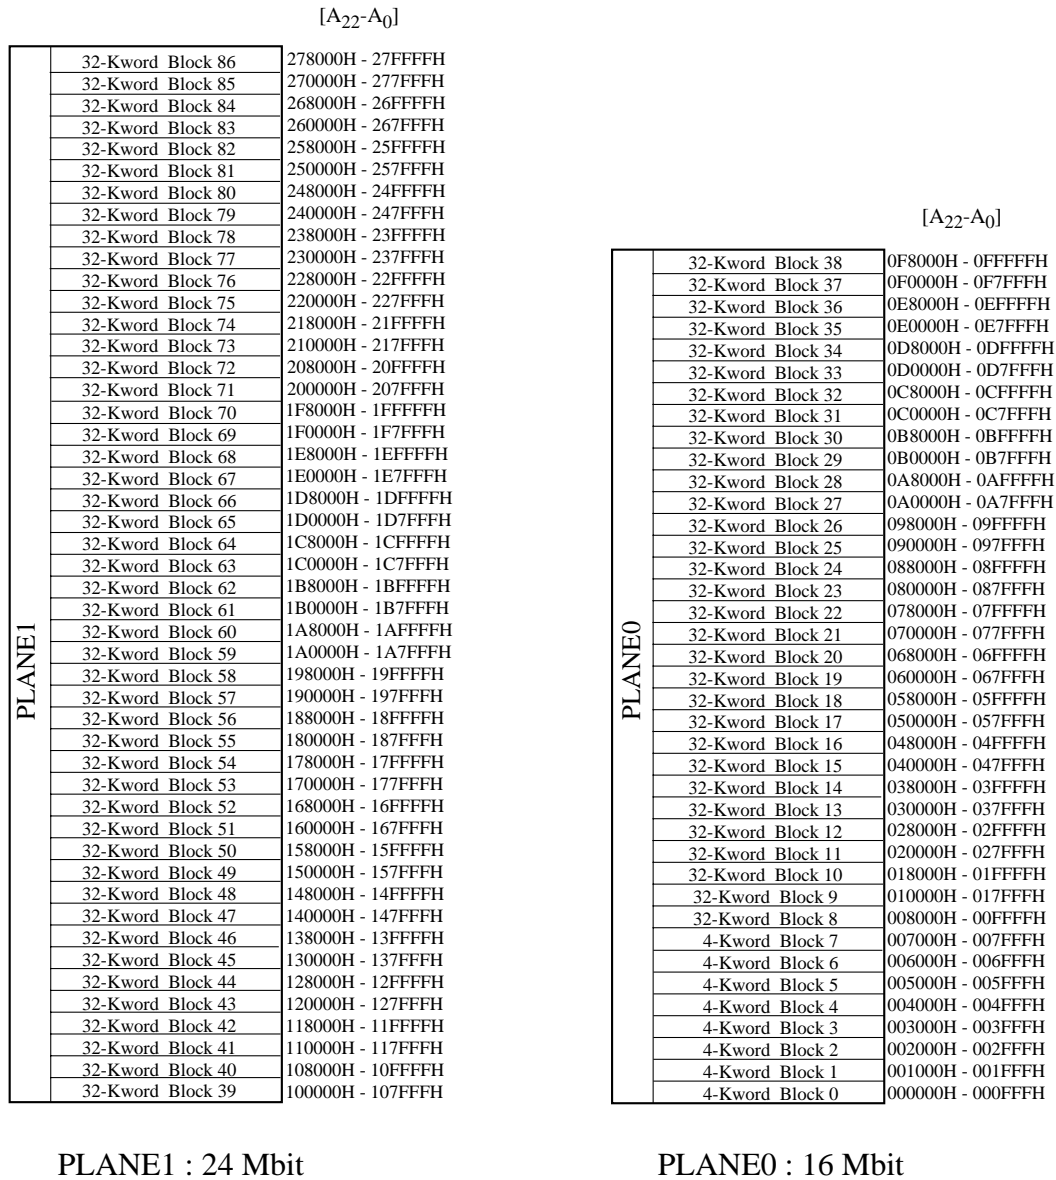 [A22-A0]
PLANE1
32-Kword Block 86 278000H - 27FFFFH
32-Kword Block 85 270000H - 277FFFH
32-Kword Block 84 268000H - 26FFFFH
32-Kword Block 83 260000H - 267FFFH
32-Kword Block 82 258000H - 25FFFFH
32-Kword Block 81 250000H - 257FFFH
32-Kword Block 80 248000H - 24FFFFH
32-Kword Block 79 240000H - 247FFFH
32-Kword Block 78 238000H - 23FFFFH
32-Kword Block 77 230000H - 237FFFH
32-Kword Block 76 228000H - 22FFFFH
32-Kword Block 75 220000H - 227FFFH
32-Kword Block 74 218000H - 21FFFFH
32-Kword Block 73 210000H - 217FFFH
32-Kword Block 72 208000H - 20FFFFH
32-Kword Block 71 200000H - 207FFFH
32-Kword Block 70 1F8000H - 1FFFFFH
32-Kword Block 69 1F0000H - 1F7FFFH
32-Kword Block 68 1E8000H - 1EFFFFH
32-Kword Block 67 1E0000H - 1E7FFFH
32-Kword Block 66 1D8000H - 1DFFFFH
32-Kword Block 65 1D0000H - 1D7FFFH
32-Kword Block 64 1C8000H - 1CFFFFH
32-Kword Block 63 1C0000H - 1C7FFFH
32-Kword Block 62 1B8000H - 1BFFFFH
32-Kword Block 61 1B0000H - 1B7FFFH
32-Kword Block 60 1A8000H - 1AFFFFH
32-Kword Block 59 1A0000H - 1A7FFFH
32-Kword Block 58 198000H - 19FFFFH
32-Kword Block 57 190000H - 197FFFH
32-Kword Block 56 188000H - 18FFFFH
32-Kword Block 55 180000H - 187FFFH
32-Kword Block 54 178000H - 17FFFFH
32-Kword Block 53 170000H - 177FFFH
32-Kword Block 52 168000H - 16FFFFH
32-Kword Block 51 160000H - 167FFFH
32-Kword Block 50 158000H - 15FFFFH
32-Kword Block 49 150000H - 157FFFH
32-Kword Block 48 148000H - 14FFFFH
32-Kword Block 47 140000H - 147FFFH
32-Kword Block 46 138000H - 13FFFFH
32-Kword Block 45 130000H - 137FFFH
32-Kword Block 44 128000H - 12FFFFH
32-Kword Block 43 120000H - 127FFFH
32-Kword Block 42 118000H - 11FFFFH
32-Kword Block 41 110000H - 117FFFH
32-Kword Block 40 108000H - 10FFFFH
32-Kword Block 39 100000H - 107FFFH
PLANE1 : 24 Mbit
[A22-A0]
PLANE0
32-Kword Block 38 0F8000H - 0FFFFFH
32-Kword Block 37 0F0000H - 0F7FFFH
32-Kword Block 36 0E8000H - 0EFFFFH
32-Kword Block 35 0E0000H - 0E7FFFH
32-Kword Block 34 0D8000H - 0DFFFFH
32-Kword Block 33 0D0000H - 0D7FFFH
32-Kword Block 32 0C8000H - 0CFFFFH
32-Kword Block 31 0C0000H - 0C7FFFH
32-Kword Block 30 0B8000H - 0BFFFFH
32-Kword Block 29 0B0000H - 0B7FFFH
32-Kword Block 28 0A8000H - 0AFFFFH
32-Kword Block 27 0A0000H - 0A7FFFH
32-Kword Block 26 098000H - 09FFFFH
32-Kword Block 25 090000H - 097FFFH
32-Kword Block 24 088000H - 08FFFFH
32-Kword Block 23 080000H - 087FFFH
32-Kword Block 22 078000H - 07FFFFH
32-Kword Block 21 070000H - 077FFFH
32-Kword Block 20 068000H - 06FFFFH
32-Kword Block 19 060000H - 067FFFH
32-Kword Block 18 058000H - 05FFFFH
32-Kword Block 17 050000H - 057FFFH
32-Kword Block 16 048000H - 04FFFFH
32-Kword Block 15 040000H - 047FFFH
32-Kword Block 14 038000H - 03FFFFH
32-Kword Block 13 030000H - 037FFFH
32-Kword Block 12 028000H - 02FFFFH
32-Kword Block 11 020000H - 027FFFH
32-Kword Block 10 018000H - 01FFFFH
32-Kword Block 9 010000H - 017FFFH
32-Kword Block 8 008000H - 00FFFFH
4-Kword Block 7 007000H - 007FFFH
4-Kword Block 6 006000H - 006FFFH
4-Kword Block 5 005000H - 005FFFH
4-Kword Block 4 004000H - 004FFFH
4-Kword Block 3 003000H - 003FFFH
4-Kword Block 2 002000H - 002FFFH
4-Kword Block 1 001000H - 001FFFH
4-Kword Block 0 000000H - 000FFFH
PLANE0 : 16 Mbit